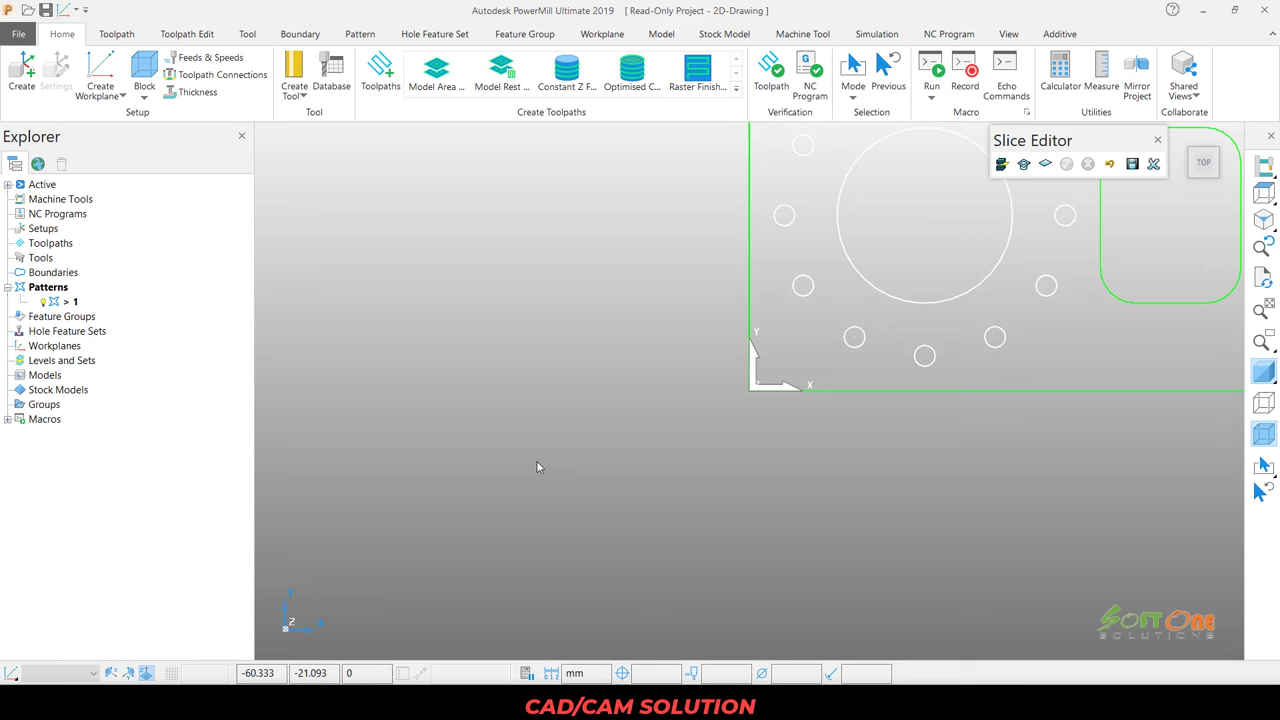 Autodesk PowerMill Ultimate 2019 [ Read-Only Project - 2D-Drawing ]
File Home Toolpath Toolpath Edit Tool Boundary Pattern Hole Feature Set Feature Group Workplane Model Stock Model Machine Tool Simulation NC Program View Additive
Create
Settings
Create Workplane
Block
Feeds & Speeds
Toolpath Connections
Thickness
Setup
Create Tool
Database
Tool
Toolpaths
Model Area ...
Model Rest ...
Constant Z F...
Optimised C...
Raster Finish...
Create Toolpaths
Toolpath
NC Program
Verification
Mode
Previous
Selection
Run
Record
Echo Commands
Macro
Calculator
Measure
Mirror Project
Utilities
Shared Views
Collaborate
Explorer
Active
Machine Tools
NC Programs
Setups
Toolpaths
Tools
Boundaries
Patterns
> 1
Feature Groups
Hole Feature Sets
Workplanes
Levels and Sets
Models
Stock Models
Groups
Macros
Slice Editor
TOP
Y
X
Z
Y
Z
X
SOFTONE
SOLUTIONS
-60.333 -21.093 0 mm
CAD/CAM SOLUTION